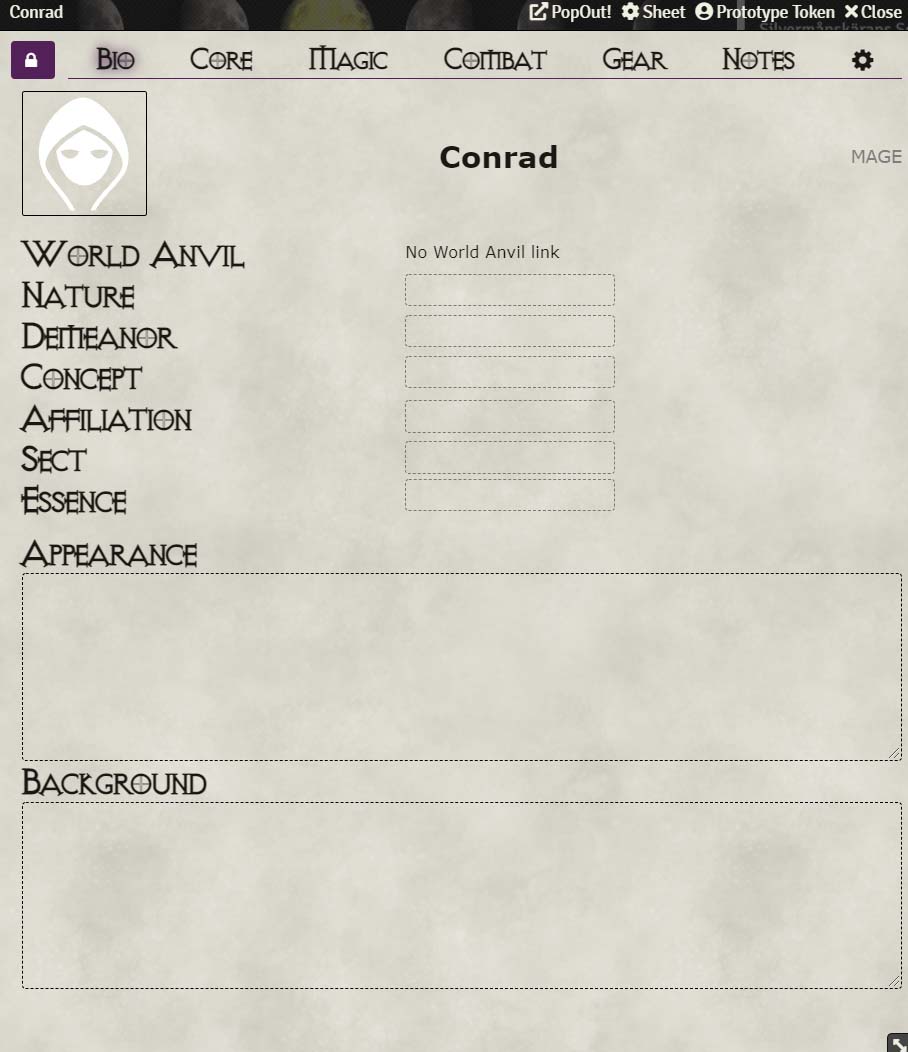 Conrad PopOut! Sheet Prototype Token Close
Bio Core Magic Combat Gear Notes
Conrad
MAGE
World Anvil No World Anvil link
Nature
Demeanor
Concept
Affiliation
Sect
Essence
Appearance
Background